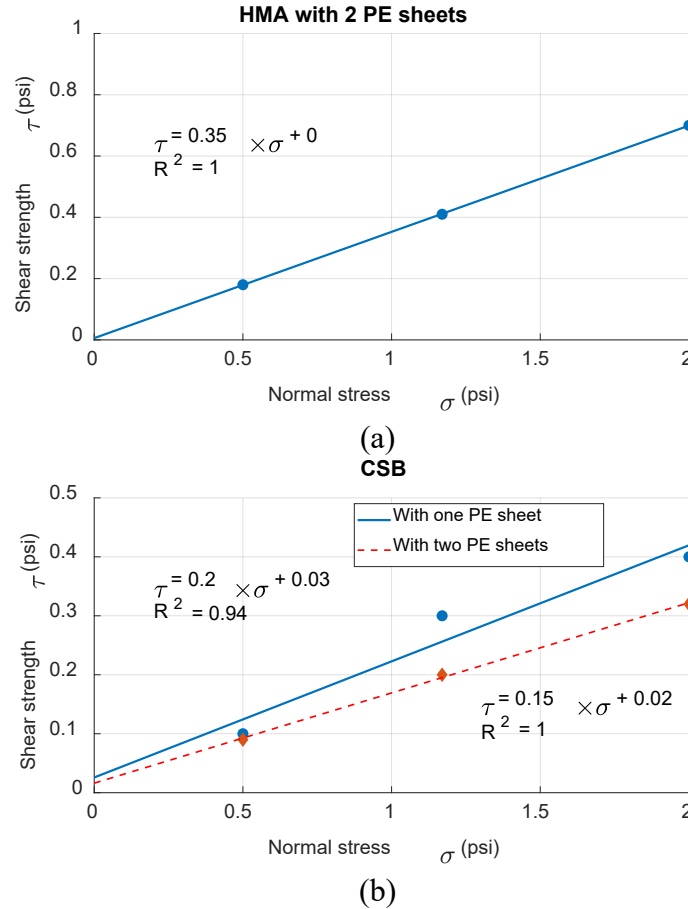 HMA with 2 PE sheets
1
0.8
0.6
0.4
0.2
0
Shear strength τ (psi)
τ = 0.35 × σ + 0
R 2 = 1
0 0.5 1 1.5 2
Normal stress σ (psi)
(a)
CSB
0.5
0.4
0.3
0.2
0.1
0
Shear strength τ (psi)
With one PE sheet
With two PE sheets
τ = 0.2 × σ + 0.03
R 2 = 0.94
τ = 0.15 × σ + 0.02
R 2 = 1
0 0.5 1 1.5 2
Normal stress σ (psi)
(b)